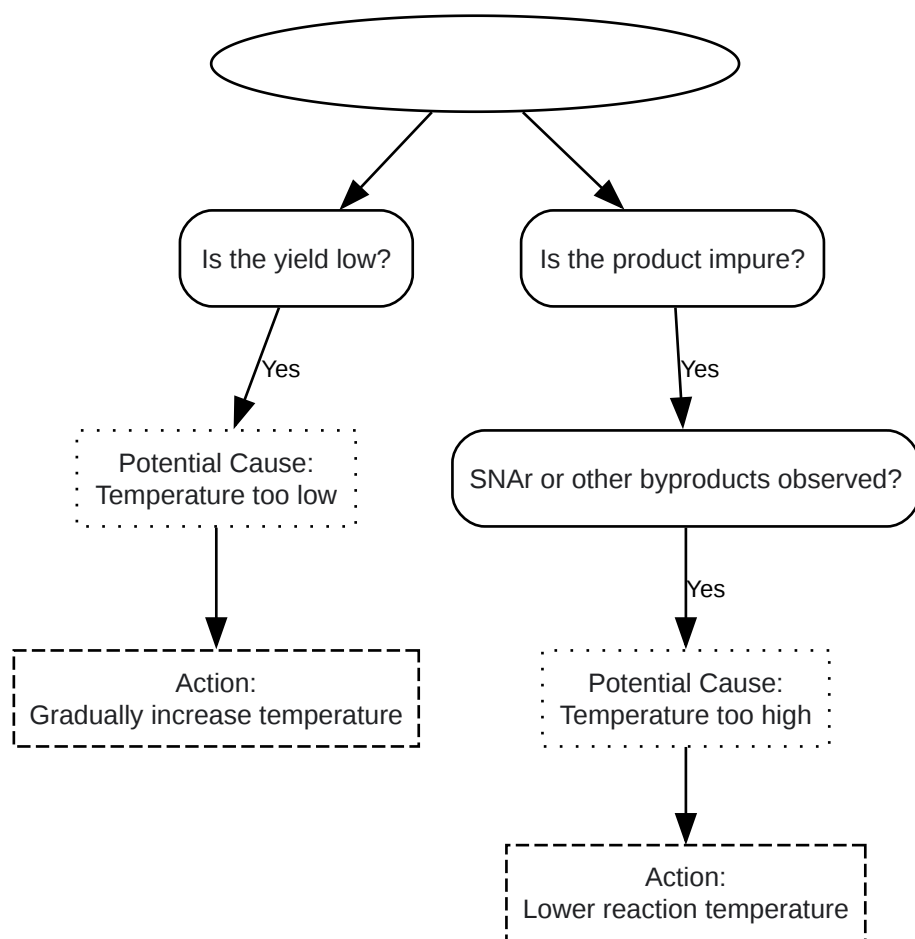 Is the yield low?
Is the product impure?
Yes
Yes
Potential Cause:
Temperature too low
SNAr or other byproducts observed?
Yes
Action:
Gradually increase temperature
Potential Cause:
Temperature too high
Action:
Lower reaction temperature